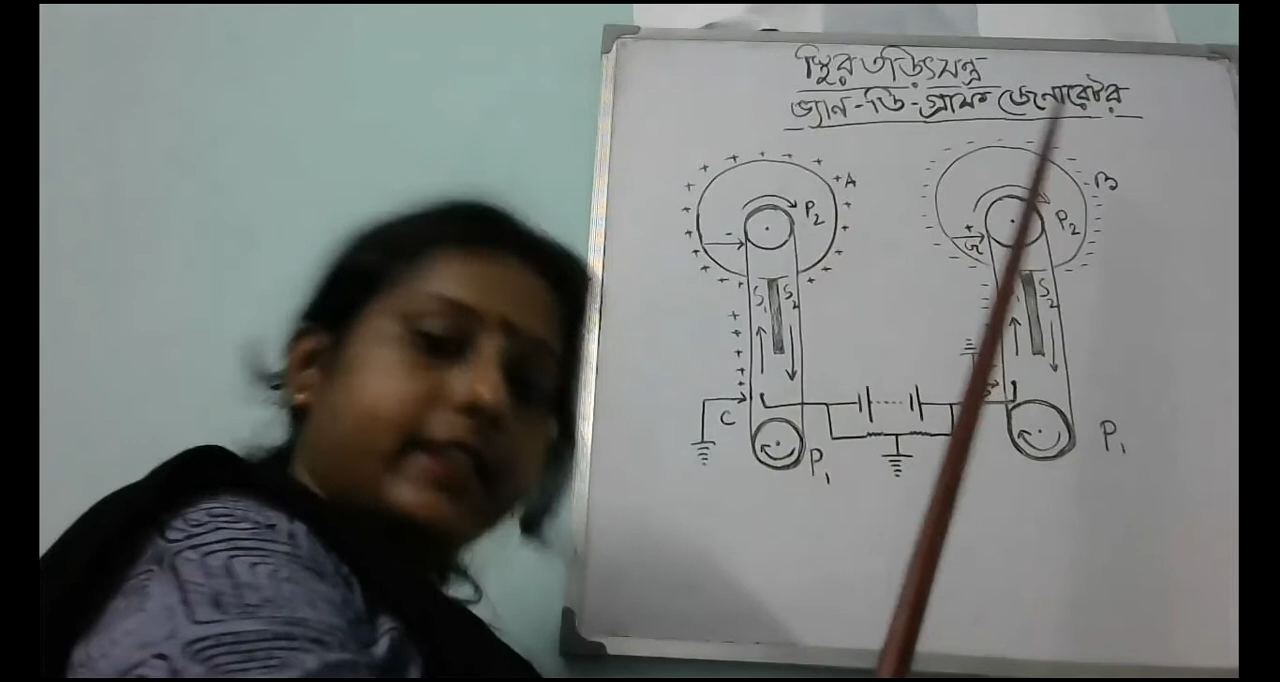 স্থির তড়িৎযন্ত্র
ভ্যান-ডি-গ্রাফ জেনারেটর
+ + + + + A
- B
P₂
P₂
-
+
S₁ S₂
S₂
C
P₁
P₁